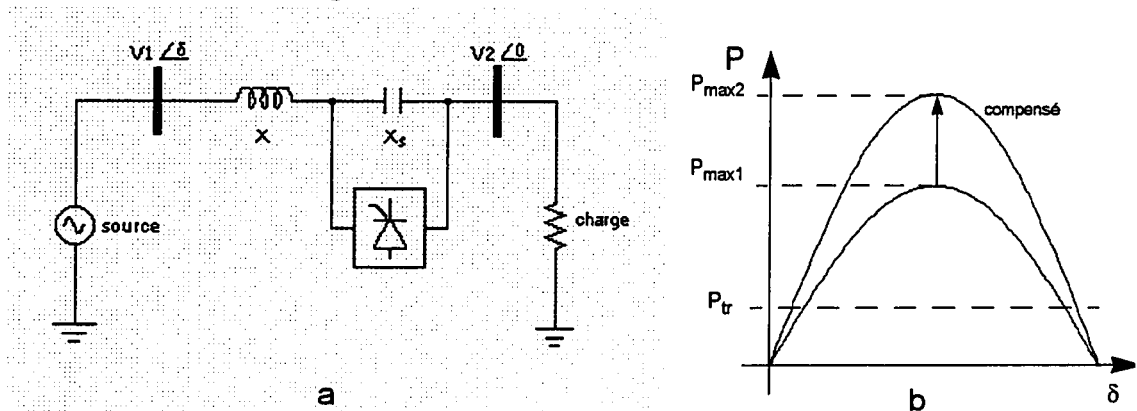 V1 ∠δ
V2 ∠0
X
Xs
source
charge
a
P
Pmax2
compensé
Pmax1
Ptr
b
δ